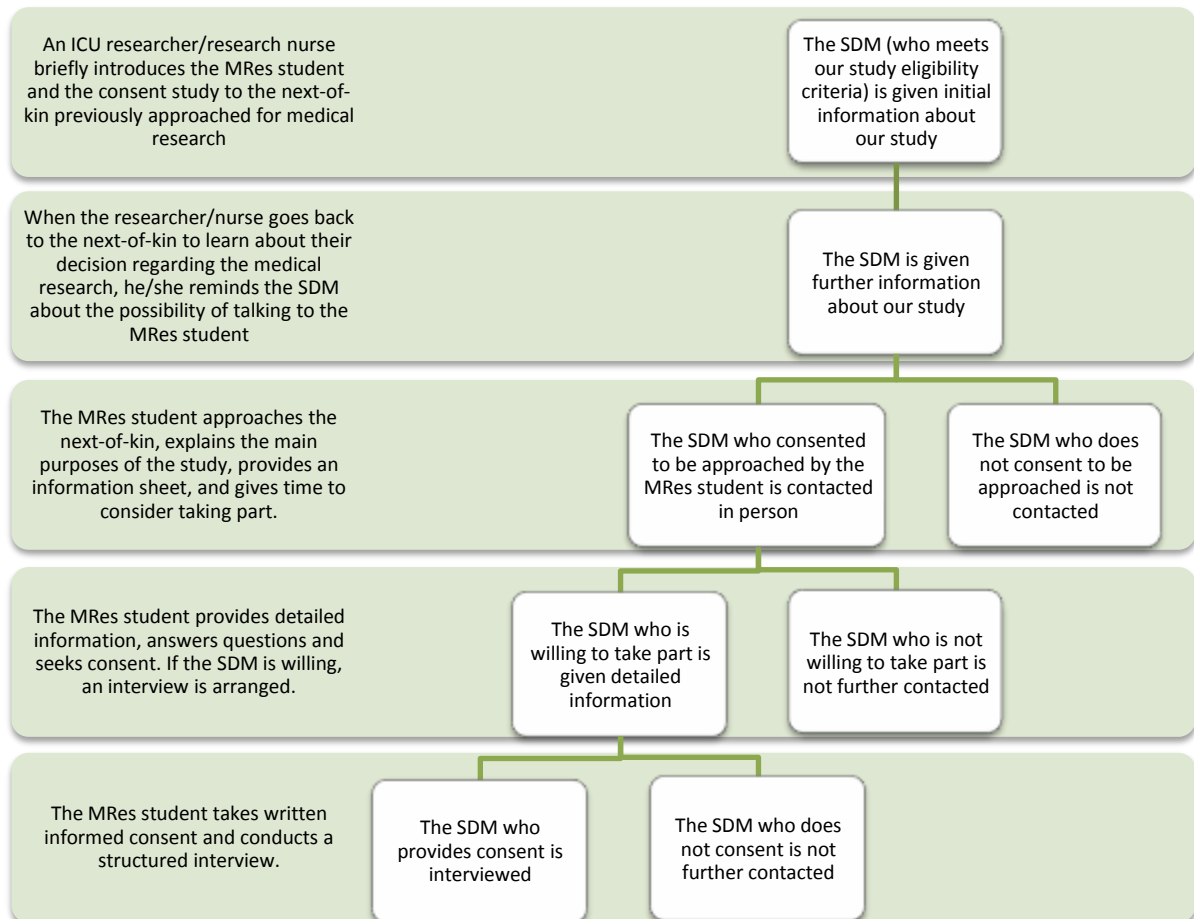 An ICU researcher/research nurse
briefly introduces the MRes student
and the consent study to the next-of-
kin previously approached for medical
research
The SDM (who meets
our study eligibility
criteria) is given initial
information about
our study
When the researcher/nurse goes back
to the next-of-kin to learn about their
decision regarding the medical
research, he/she reminds the SDM
about the possibility of talking to the
MRes student
The SDM is given
further information
about our study
The MRes student approaches the
next-of-kin, explains the main
purposes of the study, provides an
information sheet, and gives time to
consider taking part.
The SDM who consented
to be approached by the
MRes student is contacted
in person
The SDM who does
not consent to be
approached is not
contacted
The MRes student provides detailed
information, answers questions and
seeks consent. If the SDM is willing,
an interview is arranged.
The SDM who is
willing to take part is
given detailed
information
The SDM who is not
willing to take part is
not further contacted
The MRes student takes written
informed consent and conducts a
structured interview.
The SDM who
provides consent is
interviewed
The SDM who does
not consent is not
further contacted